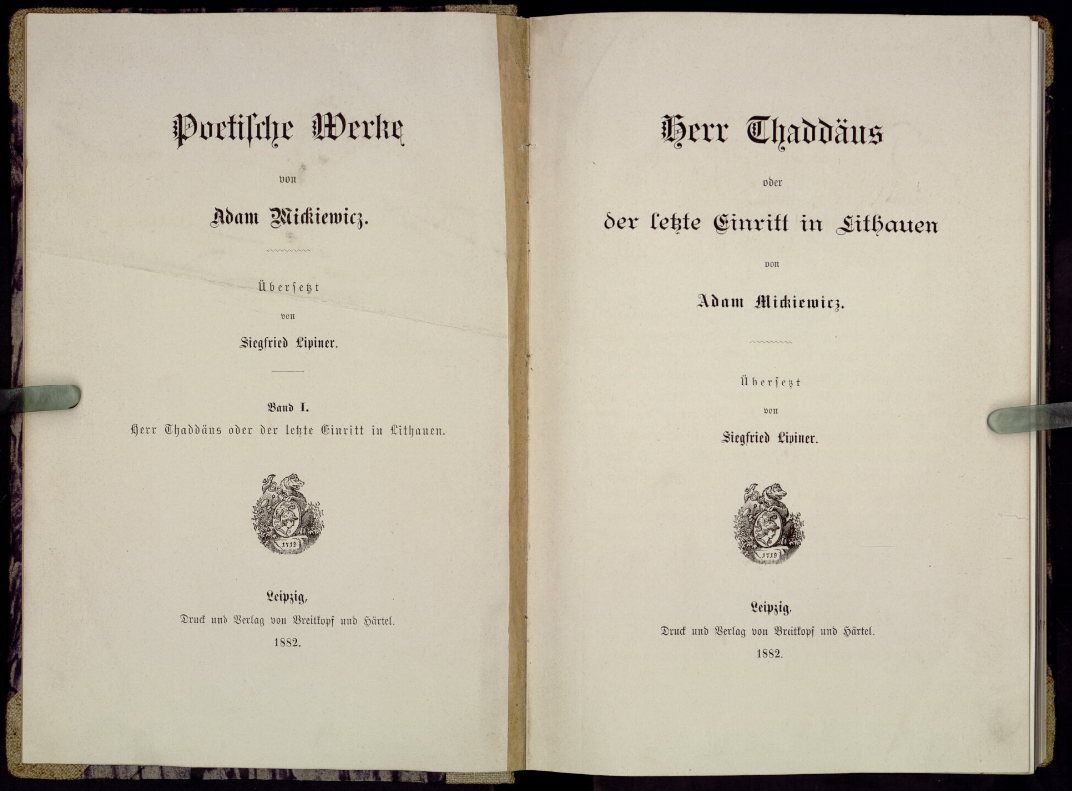 Poetische Werke
von
Adam Mickiewicz.
Übersetzt
von
Siegfried Lipiner.
Band I.
Herr Thaddäus oder der letzte Einritt in Lithauen.
1719
Leipzig,
Druck und Verlag von Breitkopf und Härtel.
1882.
Herr Thaddäus
oder
der letzte Einritt in Lithauen
von
Adam Mickiewicz.
Übersetzt
von
Siegfried Lipiner.
1719
Leipzig.
Druck und Verlag von Breitkopf und Härtel.
1882.